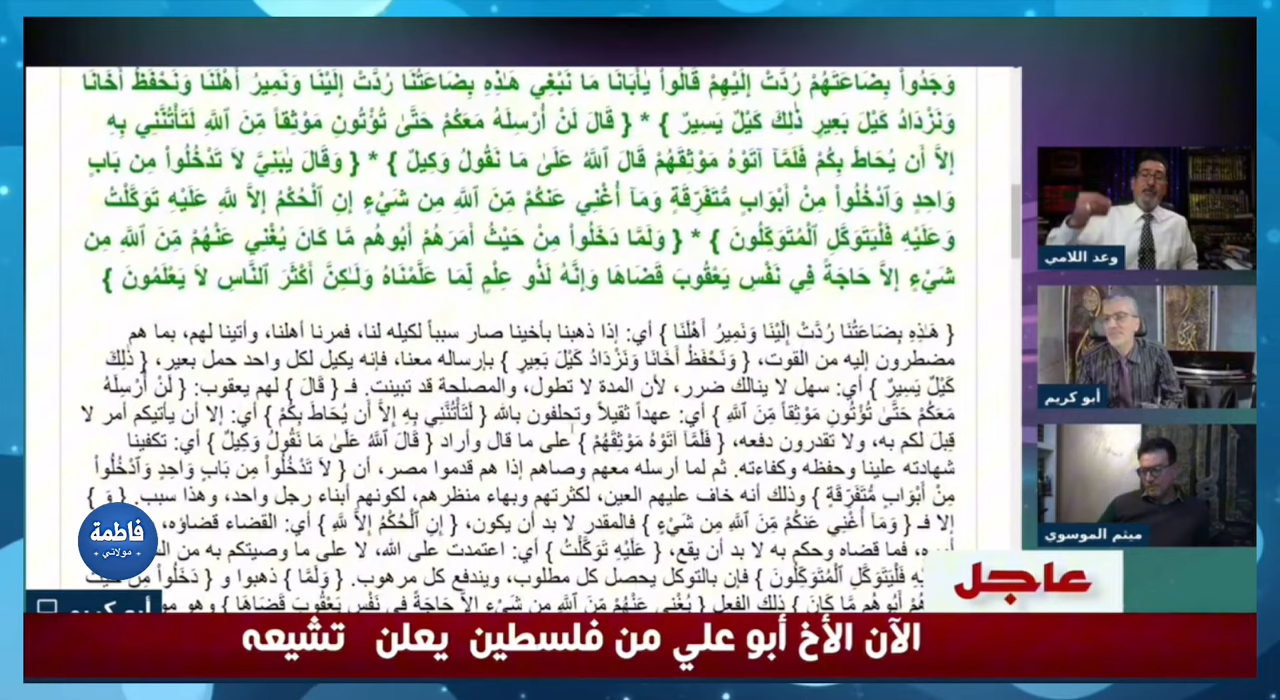 وَجَدُواْ بِضَاعَتَهُمْ رُدَّتْ إِلَيْهِمْ قَالُواْ يٰأَبَانَا مَا نَبْغِي هَـٰذِهِ بِضَاعَتُنَا رُدَّتْ إِلَيْنَا وَنَمِيرُ أَهْلَنَا وَنَحْفَظُ أَخَانَا
وَنَزْدَادُ كَيْلَ بَعِيرٍ ذٰلِكَ كَيْلٌ يَسِيرٌ } * { قَالَ لَنْ أُرْسِلَهُ مَعَكُمْ حَتَّىٰ تُؤْتُونِ مَوْثِقاً مِّنَ ٱللَّهِ لَتَأْتُنَّنِي بِهِ
إِلاَّ أَن يُحَاطَ بِكُمْ فَلَمَّآ آتَوْهُ مَوْثِقَهُمْ قَالَ ٱللَّهُ عَلَىٰ مَا نَقُولُ وَكِيلٌ } * { وَقَالَ يٰبَنِيَّ لاَ تَدْخُلُواْ مِن بَابٍ
وَاحِدٍ وَٱدْخُلُواْ مِنْ أَبْوَابٍ مُّتَفَرِّقَةٍ وَمَآ أُغْنِي عَنكُمْ مِّنَ ٱللَّهِ مِن شَيْءٍ إِنِ ٱلْحُكْمُ إِلاَّ للَّهِ عَلَيْهِ تَوَكَّلْتُ
وَعَلَيْهِ فَلْيَتَوَكَّلِ ٱلْمُتَوَكِّلُونَ } * { وَلَمَّا دَخَلُواْ مِنْ حَيْثُ أَمَرَهُمْ أَبُوهُم مَّا كَانَ يُغْنِي عَنْهُمْ مِّنَ ٱللَّهِ مِن
شَيْءٍ إِلاَّ حَاجَةً فِي نَفْسِ يَعْقُوبَ قَضَاهَا وَإِنَّهُ لَذُو عِلْمٍ لِّمَا عَلَّمْنَاهُ وَلَـٰكِنَّ أَكْثَرَ ٱلنَّاسِ لاَ يَعْلَمُونَ }
{ هَـٰذِهِ بِضَاعَتُنَا رُدَّتْ إِلَيْنَا وَنَمِيرُ أَهْلَنَا } أي: إذا ذهبنا بأخينا صار سبباً لكيله لنا، فمرنا أهلنا، وأتينا لهم، بما هم
مضطرون إليه من القوت، { وَنَحْفَظُ أَخَانَا وَنَزْدَادُ كَيْلَ بَعِيرٍ } بإرساله معنا، فإنه يكيل لكل واحد حمل بعير، { ذٰلِكَ
كَيْلٌ يَسِيرٌ } أي: سهل لا ينالك ضرر، لأن المدة لا تطول، والمصلحة قد تبينت. فـ { قَالَ } لهم يعقوب: { لَنْ أُرْسِلَهُ
مَعَكُمْ حَتَّىٰ تُؤْتُونِ مَوْثِقاً مِّنَ ٱللَّهِ } أي: عهداً ثقيلاً وتحلفون بالله { لَتَأْتُنَّنِي بِهِ إِلاَّ أَن يُحَاطَ بِكُمْ } أي: إلا أن يأتيكم أمر لا
قِبَلَ لكم به، ولا تقدرون دفعه، { فَلَمَّآ آتَوْهُ مَوْثِقَهُمْ } على ما قال وأراد { قَالَ ٱللَّهُ عَلَىٰ مَا نَقُولُ وَكِيلٌ } أي: تكفينا
شهادته علينا وحفظه وكفاءته. ثم لما أرسله معهم وصاهم إذا هم قدموا مصر، أن { لاَ تَدْخُلُواْ مِن بَابٍ وَاحِدٍ وَٱدْخُلُواْ
مِنْ أَبْوَابٍ مُّتَفَرِّقَةٍ } وذلك أنه خاف عليهم العين، لكثرتهم وبهاء منظرهم، لكونهم أبناء رجل واحد، وهذا سبب. { وَ }
إلا فـ { وَمَآ أُغْنِي عَنكُمْ مِّنَ ٱللَّهِ مِن شَيْءٍ } فالمقدر لا بد أن يكون، { إِنِ ٱلْحُكْمُ إِلاَّ للَّهِ } أي: القضاء قضاؤه،
فما قضاه وحكم به لا بد أن يقع، { عَلَيْهِ تَوَكَّلْتُ } أي: اعتمدت على الله، لا على ما وصيتكم به من
فَلْيَتَوَكَّلِ ٱلْمُتَوَكِّلُونَ } فإن بالتوكل يحصل كل مطلوب، ويندفع كل مرهوب. { وَلَمَّا } ذهبوا و { دَخَلُواْ مِنْ حَيْثُ
أَبُوهُم مَّا كَانَ } ذلك الفعل { يُغْنِي عَنْهُمْ مِّنَ ٱللَّهِ مِن شَيْءٍ إِلاَّ حَاجَةً فِي نَفْسِ يَعْقُوبَ قَضَاهَا } وهو
وعد اللامي
أبو كريم
ميثم الموسوي
فاطمة
مولاتي
أبو كريم
عاجل
الآن الأخ أبو علي من فلسطين يعلن تشيعه